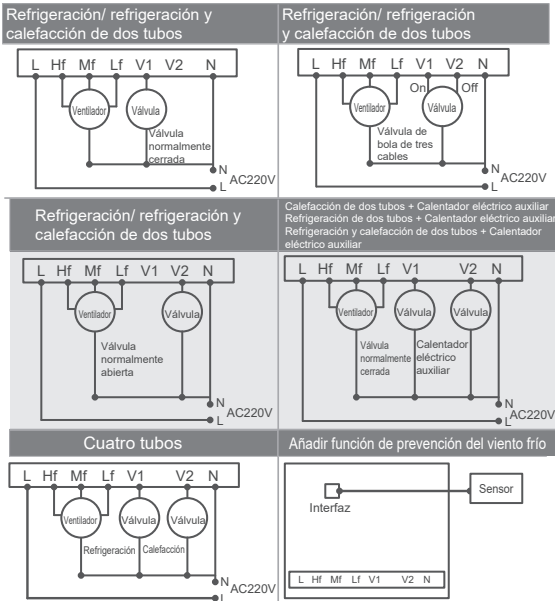 Refrigeración/ refrigeración y
calefacción de dos tubos
L Hf Mf Lf V1 V2 N
Ventilador
Válvula
Válvula
normalmente
cerrada
N
AC220V
L
Refrigeración/ refrigeración
y calefacción de dos tubos
L Hf Mf Lf V1 V2 N
On
Off
Ventilador
Válvula
Válvula de
bola de tres
cables
N
AC220V
L
Refrigeración/ refrigeración y
calefacción de dos tubos
L Hf Mf Lf V1 V2 N
Ventilador
Válvula
Válvula
normalmente
abierta
N
AC220V
L
Calefacción de dos tubos + Calentador eléctrico auxiliar
Refrigeración de dos tubos + Calentador eléctrico auxiliar
Refrigeración y calefacción de dos tubos + Calentador
eléctrico auxiliar
L Hf Mf Lf V1 V2 N
Ventilador
Válvula
Válvula
Válvula
normalmente
cerrada
Calentador
eléctrico
auxiliar
N
AC220V
L
Cuatro tubos
L Hf Mf Lf V1 V2 N
Ventilador
Válvula
Válvula
Refrigeración
Calefacción
N
AC220V
L
Añadir función de prevención del viento frío
Interfaz
Sensor
L Hf Mf Lf V1 V2 N